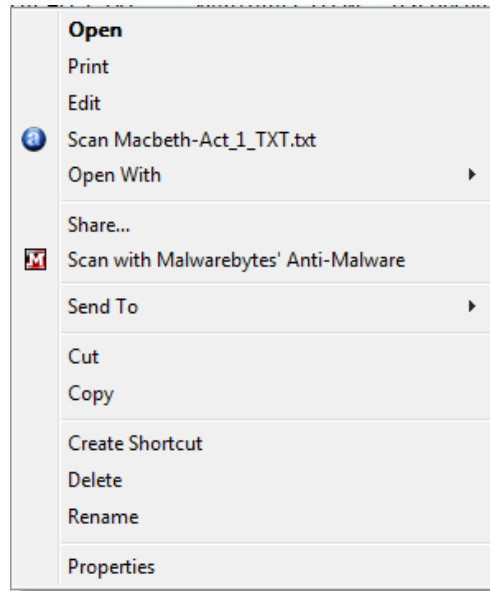 Open
Print
Edit
Scan Macbeth-Act_1_TXT.txt
Open With
Share...
Scan with Malwarebytes' Anti-Malware
Send To
Cut
Copy
Create Shortcut
Delete
Rename
Properties